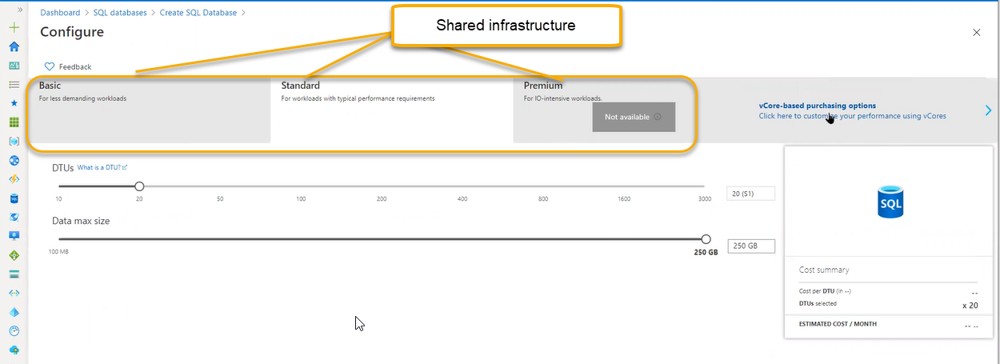 Dashboard > SQL databases > Create SQL Database >
Shared infrastructure
Configure
Feedback
Basic
For less demanding workloads
Standard
For workloads with typical performance requirements
Premium
For IO-intensive workloads.
Not available
vCore-based purchasing options
Click here to customize your performance using vCores
DTUs What is a DTU?
10 20 50 100 200 400 800 1600 3000
20 (S1)
Data max size
100 MB
250 GB
250 GB
SQL
SQL
Cost summary
Cost per DTU (in --) --
DTUs selected x 20
ESTIMATED COST / MONTH -- --